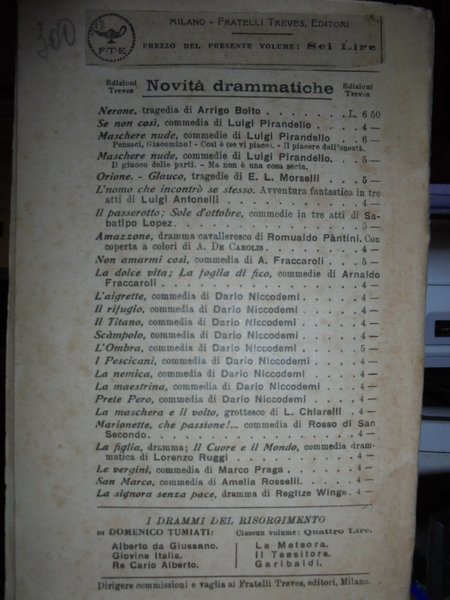 300
F·T·E
MILANO - FRATELLI TREVES, EDITORI
PREZZO DEL PRESENTE VOLUME: Sei Lire
Edizioni Treves
Novità drammatiche
Edizioni Treves
Nerone, tragedia di Arrigo Boito . . . . . . . . L. 6 50
Se non così, commedia di Luigi Pirandello . . . . 4 —
Maschere nude, commedie di Luigi Pirandello . . 6 —
Pensaci, Giacomino! - Così è (se vi piace). - Il piacere dell'onestà.
Maschere nude, commedie di Luigi Pirandello. . 5 —
Il giuoco delle parti. - Ma non è una cosa seria.
Orione. - Glauco, tragedie di E. L. Morselli . . . 5 —
L'uomo che incontrò se stesso. Avventura fantastica in tre
atti di Luigi Antonelli . . . . . . . . . . . 4 —
Il passerotto; Sole d'ottobre, commedie in tre atti di Sa-
batipo Lopez. . . . . . . . . . . . . . . 5 —
Amazzone, dramma cavalleresco di Romualdo Pàntini. Con
coperta a colori di A. DE CAROLIS . . . . . . . 4 —
Non amarmi così, commedia di A. Fraccaroli . . . 5 —
La dolce vita; La foglia di fico, commedie di Arnaldo
Fraccaroli . . . . . . . . . . . . . . . . 4 —
L'aigrette, commedia di Dario Niccodemi . . . . 4 —
Il rifugio, commedia di Dario Niccodemi . . . . 4 —
Il Titano, commedia di Dario Niccodemi . . . . 4 —
Scàmpolo, commedia di Dario Niccodemi . . . . 4 —
L'Ombra, commedia di Dario Niccodemi . . . . 5 —
I Pescicani, commedia di Dario Niccodemi . . . . 4 —
La nemica, commedia di Dario Niccodemi . . . . 4 —
La maestrina, commedia di Dario Niccodemi . . . 4 —
Prete Pero, commedia di Dario Niccodemi . . . . 4 —
La maschera e il volto, grottesco di L. Chiarelli . . 4 —
Marionette, che passione!... commedia di Rosso di San
Secondo. . . . . . . . . . . . . . . . . 4 —
La figlia, dramma; Il Cuore e il Mondo, commedia dram-
matica di Lorenzo Ruggi . . . . . . . . . . . 4 —
Le vergini, commedia di Marco Praga . . . . . 4 —
San Marco, commedia di Amelia Rosselli. . . . . 4 —
La signora senza pace, dramma di Regitze Winge. 4 —
I DRAMMI DEL RISORGIMENTO
DI DOMENICO TUMIATI: Ciascun volume: Quattro Lire.
Alberto da Giussano. La Meteora.
Giovine Italia. Il Tessitore.
Re Carlo Alberto. Garibaldi.
Dirigere commissioni e vaglia ai Fratelli Treves, editori, Milano.